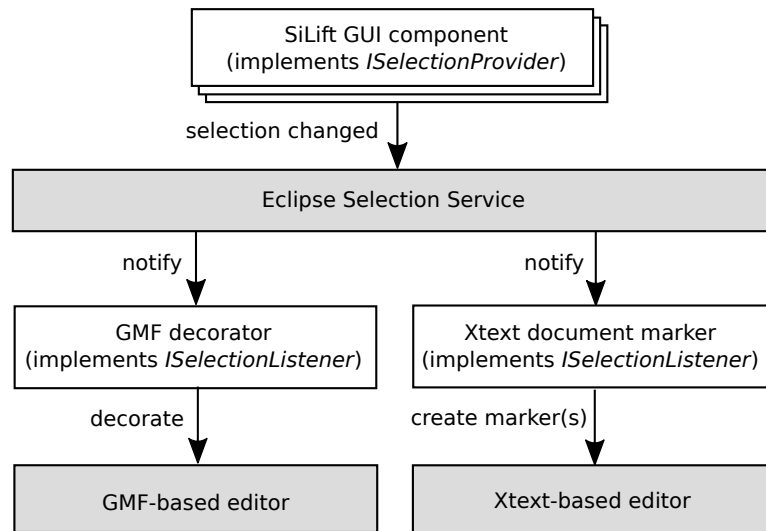 SiLift GUI component
(implements ISelectionProvider)
selection changed
Eclipse Selection Service
notify
notify
GMF decorator
(implements ISelectionListener)
Xtext document marker
(implements ISelectionListener)
decorate
create marker(s)
GMF-based editor
Xtext-based editor